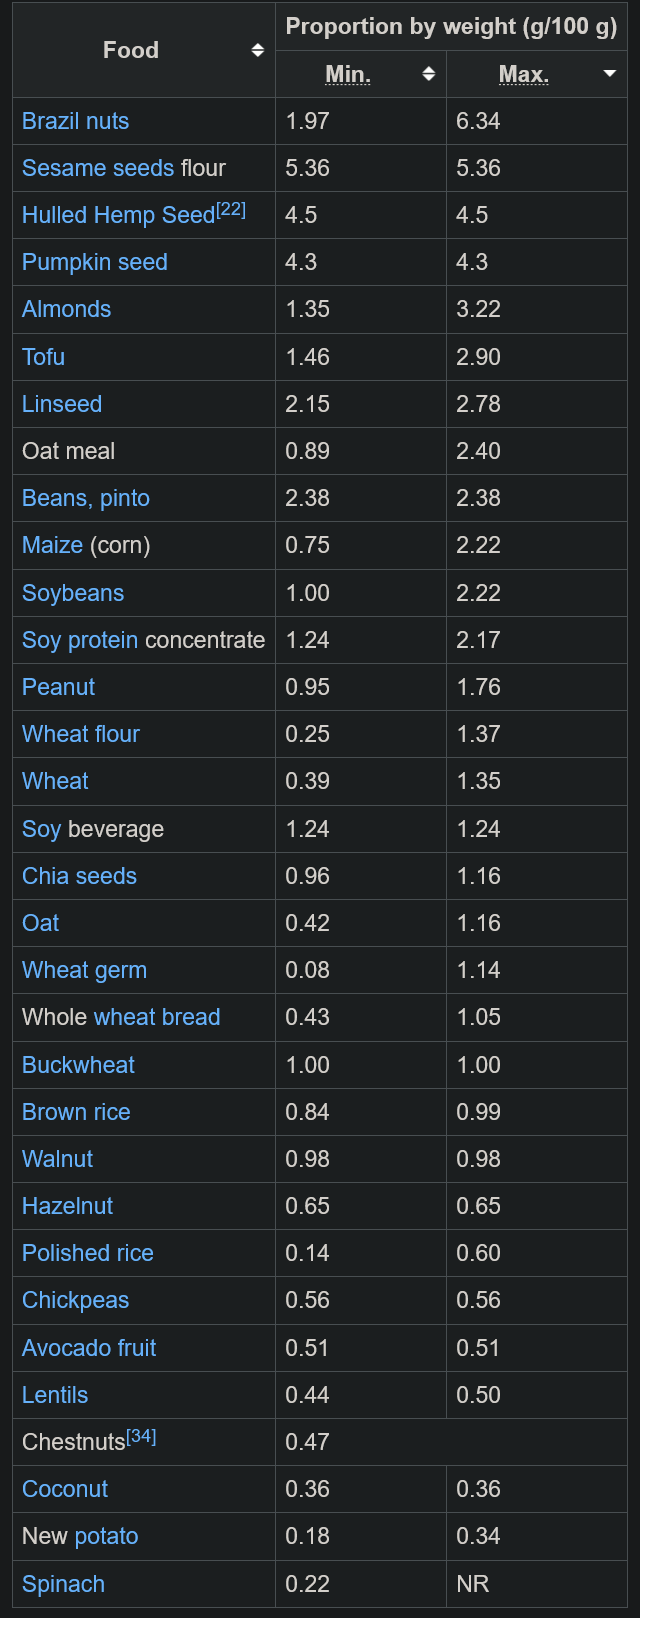 Food Proportion by weight (g/100 g)
Min. Max.
Brazil nuts 1.97 6.34
Sesame seeds flour 5.36 5.36
Hulled Hemp Seed[22] 4.5 4.5
Pumpkin seed 4.3 4.3
Almonds 1.35 3.22
Tofu 1.46 2.90
Linseed 2.15 2.78
Oat meal 0.89 2.40
Beans, pinto 2.38 2.38
Maize (corn) 0.75 2.22
Soybeans 1.00 2.22
Soy protein concentrate 1.24 2.17
Peanut 0.95 1.76
Wheat flour 0.25 1.37
Wheat 0.39 1.35
Soy beverage 1.24 1.24
Chia seeds 0.96 1.16
Oat 0.42 1.16
Wheat germ 0.08 1.14
Whole wheat bread 0.43 1.05
Buckwheat 1.00 1.00
Brown rice 0.84 0.99
Walnut 0.98 0.98
Hazelnut 0.65 0.65
Polished rice 0.14 0.60
Chickpeas 0.56 0.56
Avocado fruit 0.51 0.51
Lentils 0.44 0.50
Chestnuts[34] 0.47
Coconut 0.36 0.36
New potato 0.18 0.34
Spinach 0.22 NR